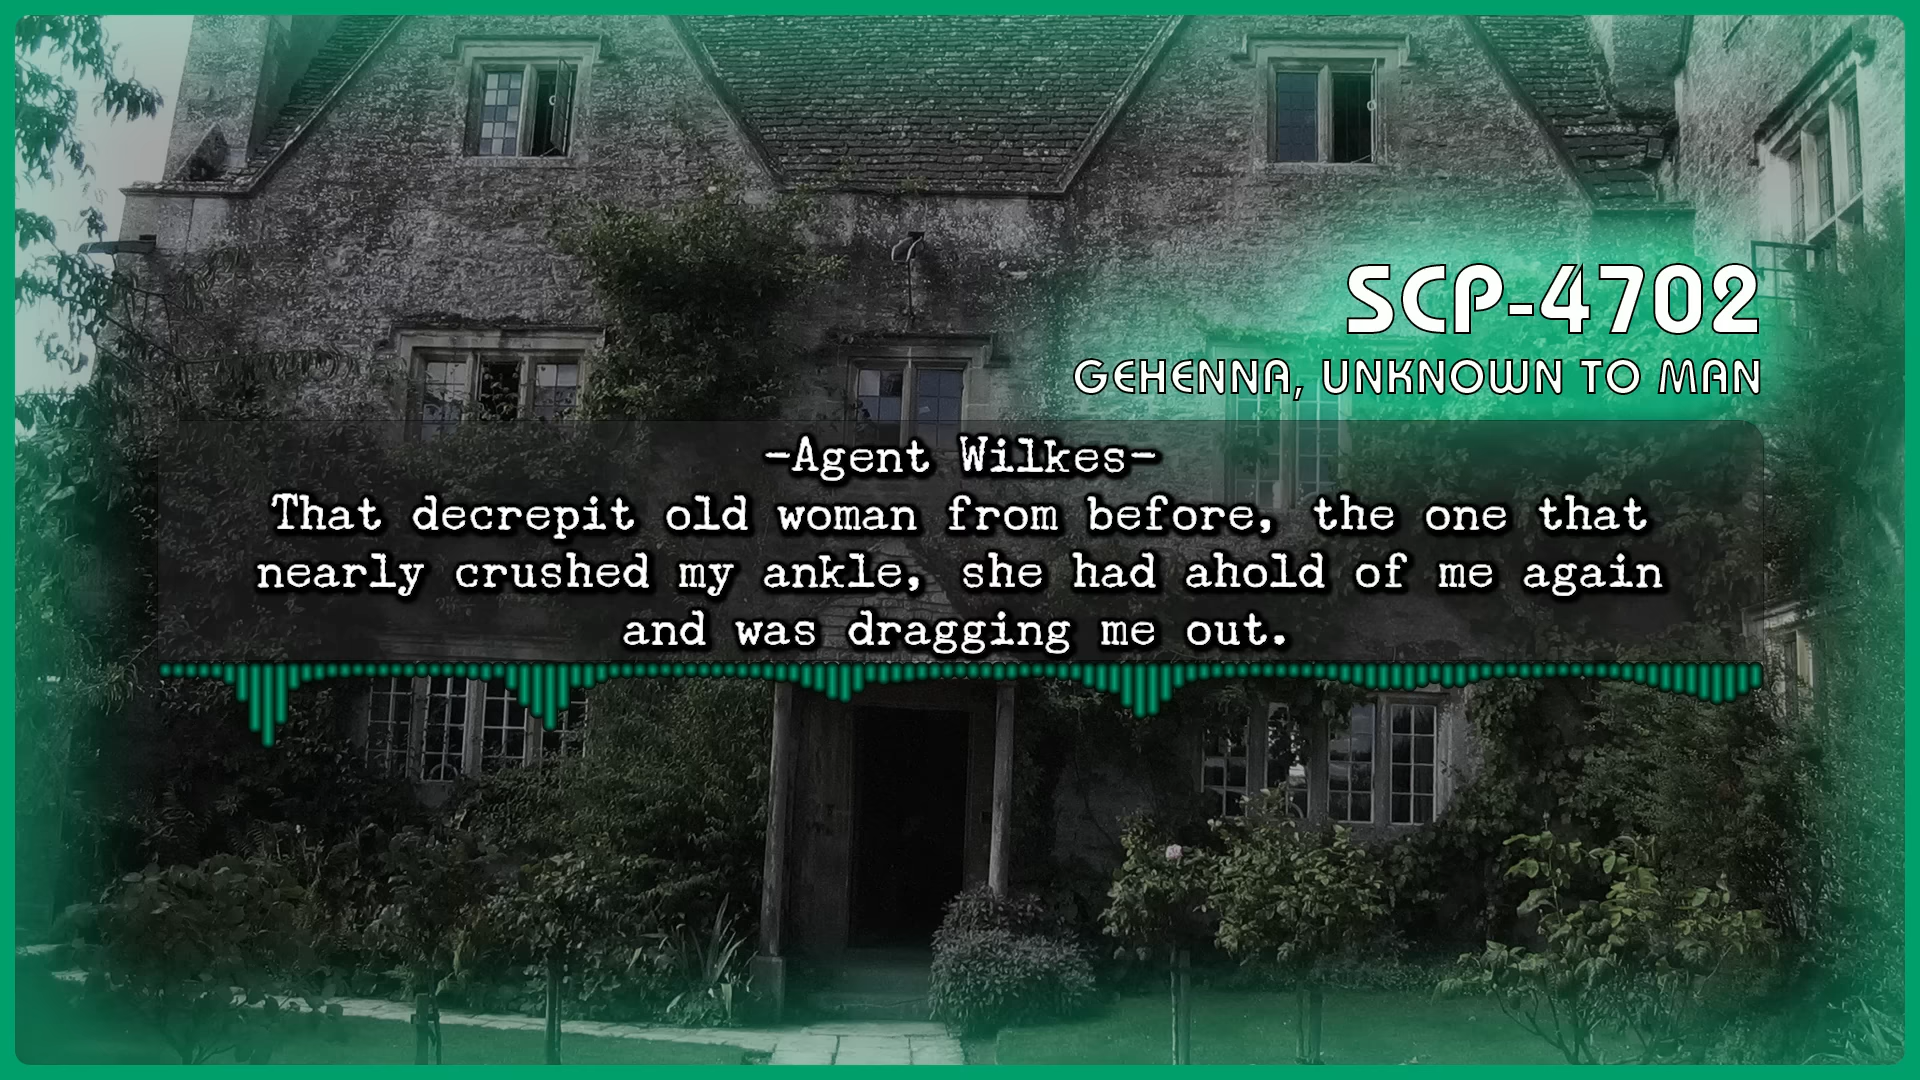 SCP-4702
GEHENNA, UNKNOWN TO MAN
-Agent Wilkes-
That decrepit old woman from before, the one that
nearly crushed my ankle, she had ahold of me again
and was dragging me out.